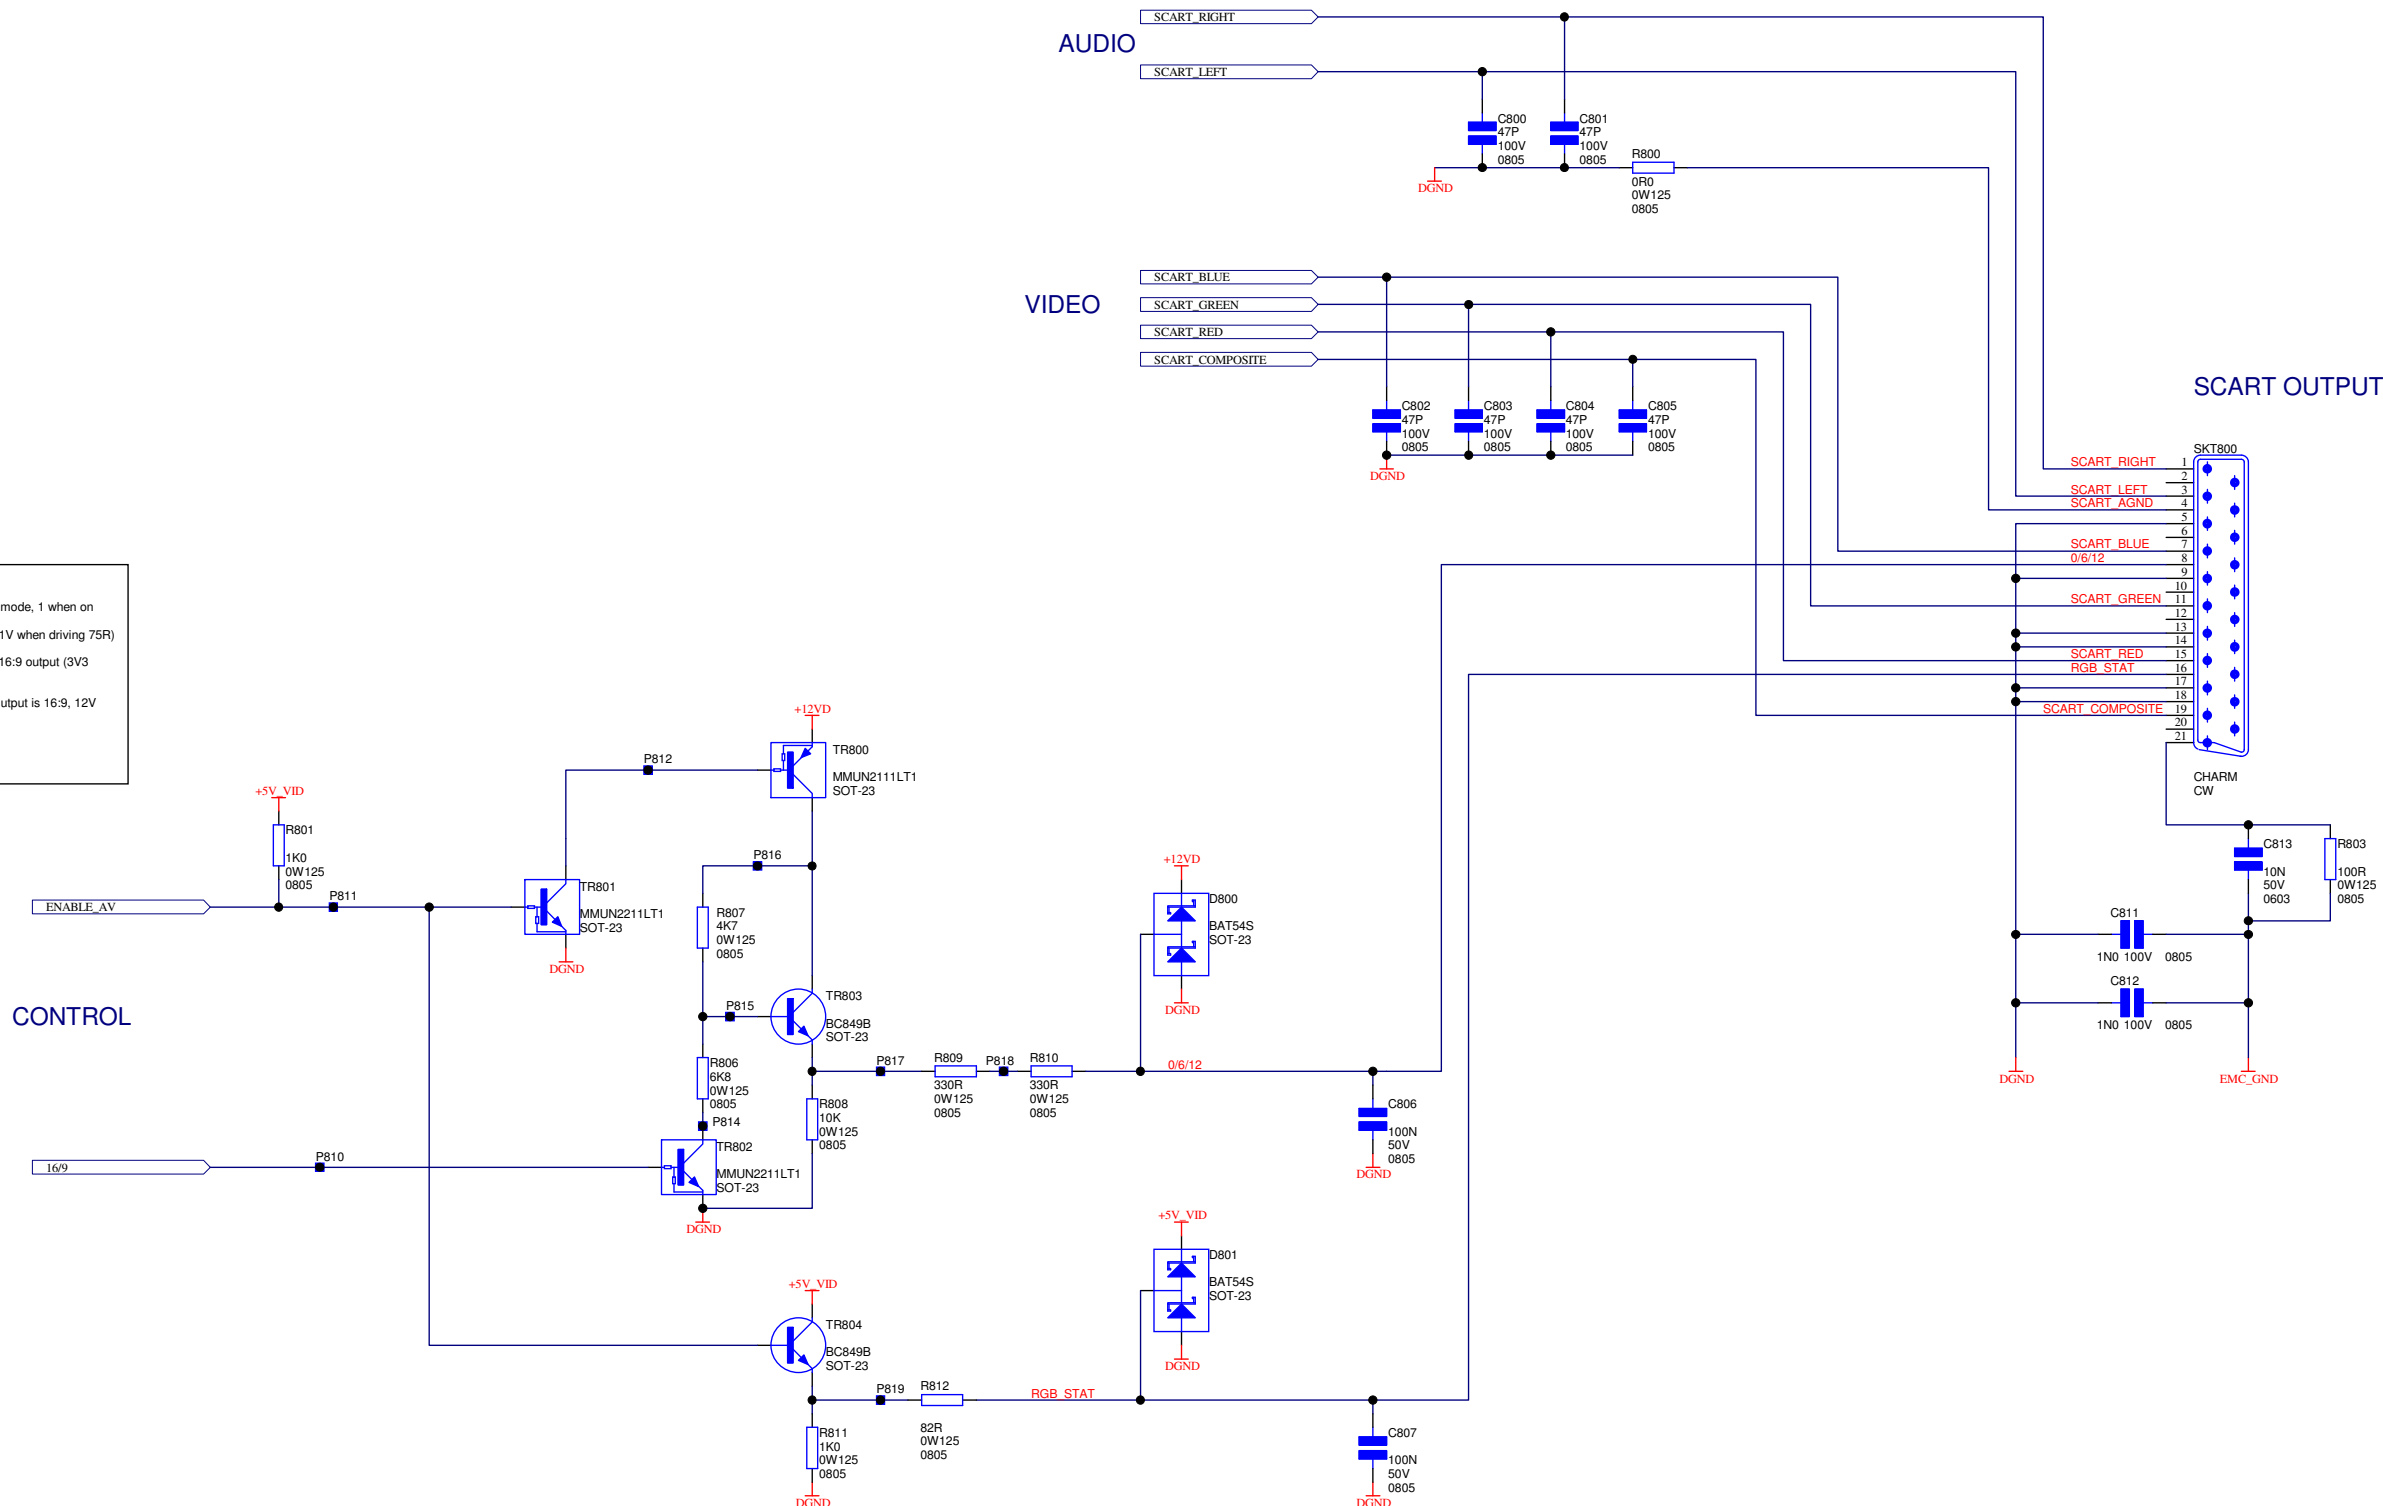 SCART_RIGHT
AUDIO
SCART_LEFT
C800
47P
100V
0805
C801
47P
100V
0805
R800
0R0
0W125
0805
DGND
SCART_BLUE
VIDEO
SCART_GREEN
SCART_RED
SCART_COMPOSITE
C802
47P
100V
0805
C803
47P
100V
0805
C804
47P
100V
0805
C805
47P
100V
0805
DGND
SCART OUTPUT
SKT800
SCART_RIGHT 1
2
SCART_LEFT 3
SCART_AGND 4
5
6
SCART_BLUE 7
0/6/12 8
9
10
SCART_GREEN 11
12
13
14
SCART_RED 15
RGB_STAT 16
17
18
SCART_COMPOSITE 19
20
21
CHARM
CW
mode, 1 when on
1V when driving 75R)
16:9 output (3V3
utput is 16:9, 12V
+5V_VID
R801
1K0
0W125
0805
ENABLE_AV
P811
TR801
MMUN2211LT1
SOT-23
DGND
P812
+12VD
TR800
MMUN2111LT1
SOT-23
P816
R807
4K7
0W125
0805
P815
TR803
BC849B
SOT-23
R806
6K8
0W125
0805
P814
TR802
MMUN2211LT1
SOT-23
DGND
R808
10K
0W125
0805
P817
R809
330R
0W125
0805
P818
R810
330R
0W125
0805
+12VD
D800
BAT54S
SOT-23
DGND
0/6/12
C806
100N
50V
0805
DGND
CONTROL
16/9
P810
+5V_VID
TR804
BC849B
SOT-23
P819
R812
82R
0W125
0805
R811
1K0
0W125
0805
DGND
RGB_STAT
+5V_VID
D801
BAT54S
SOT-23
DGND
C807
100N
50V
0805
DGND
C813
10N
50V
0603
R803
100R
0W125
0805
C811
1N0 100V 0805
C812
1N0 100V 0805
DGND
EMC_GND